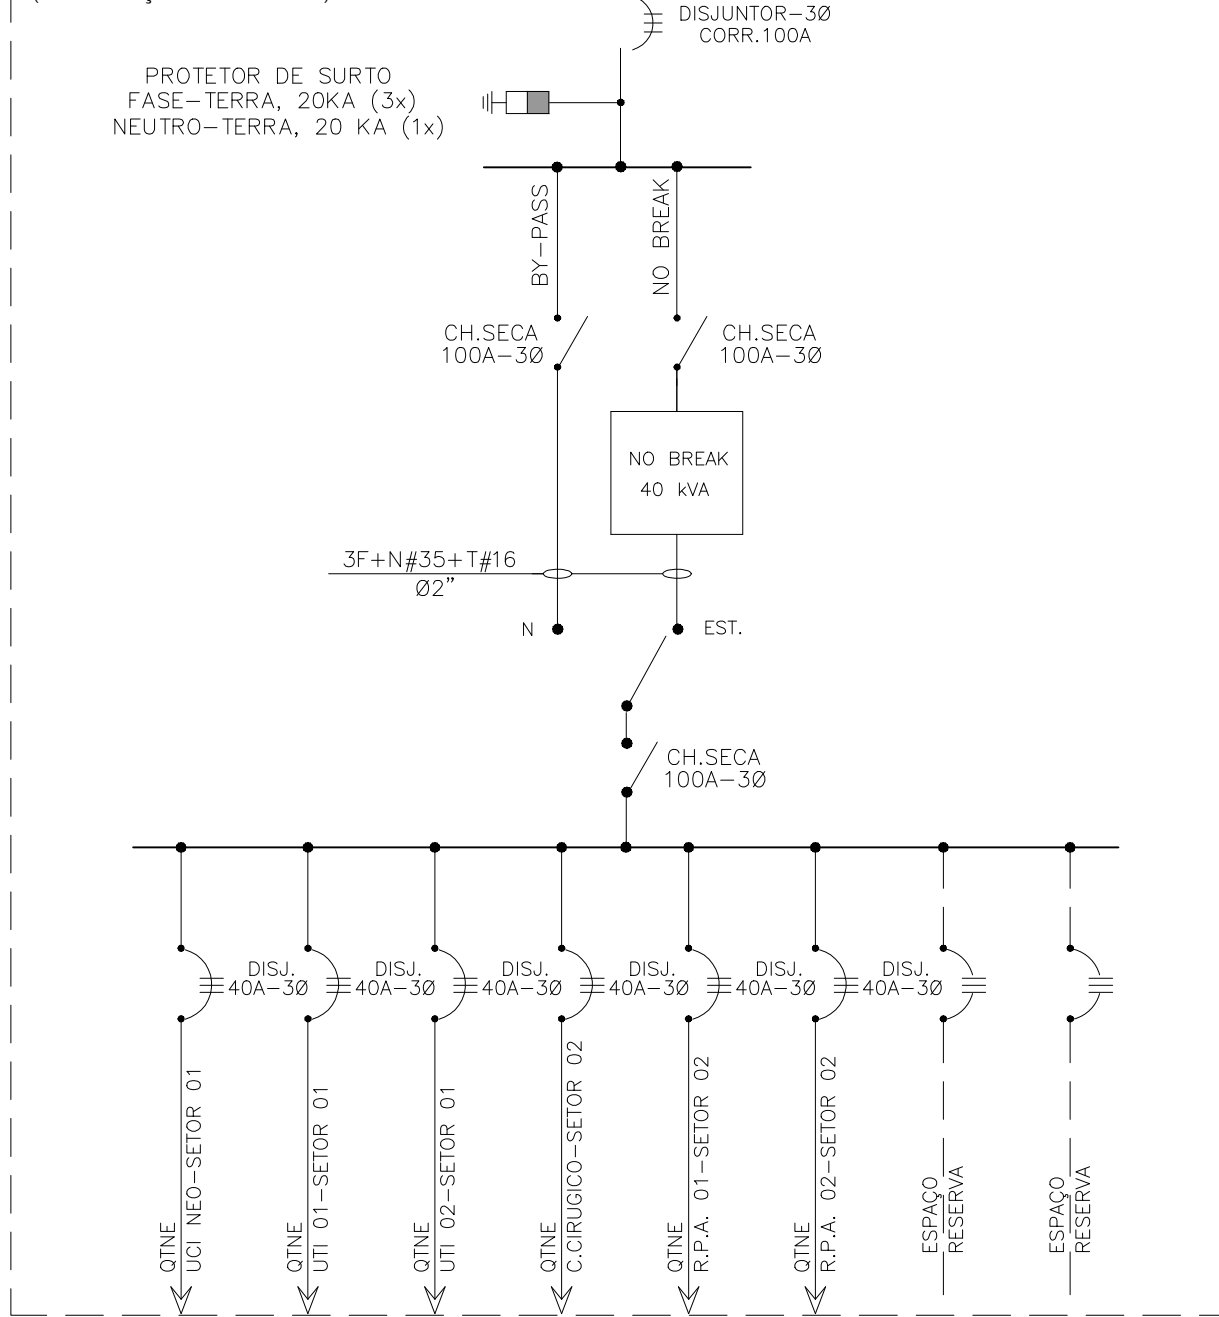 DISJUNTOR-3Ø
CORR.100A
PROTETOR DE SURTO
FASE-TERRA, 20KA (3x)
NEUTRO-TERRA, 20 KA (1x)
BY-PASS
NO BREAK
CH.SECA
100A-3Ø
CH.SECA
100A-3Ø
NO BREAK
40 kVA
3F+N#35+T#16
Ø2”
N
EST.
CH.SECA
100A-3Ø
DISJ.
40A-3Ø
DISJ.
40A-3Ø
DISJ.
40A-3Ø
DISJ.
40A-3Ø
DISJ.
40A-3Ø
DISJ.
40A-3Ø
QTNE
UCI NEO-SETOR 01
QTNE
UTI 01-SETOR 01
QTNE
UTI 02-SETOR 01
QTNE
C.CIRUGICO-SETOR 02
QTNE
R.P.A. 01-SETOR 02
QTNE
R.P.A. 02-SETOR 02
ESPAÇO
RESERVA
ESPAÇO
RESERVA